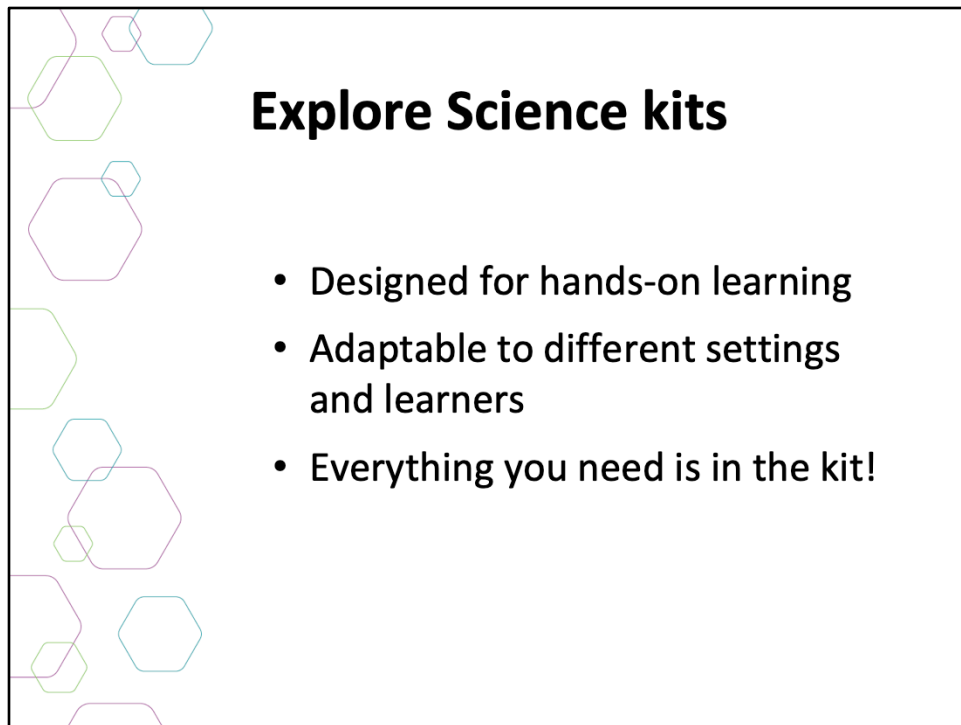 Explore Science kits
• Designed for hands-on learning
• Adaptable to different settings
and learners
• Everything you need is in the kit!